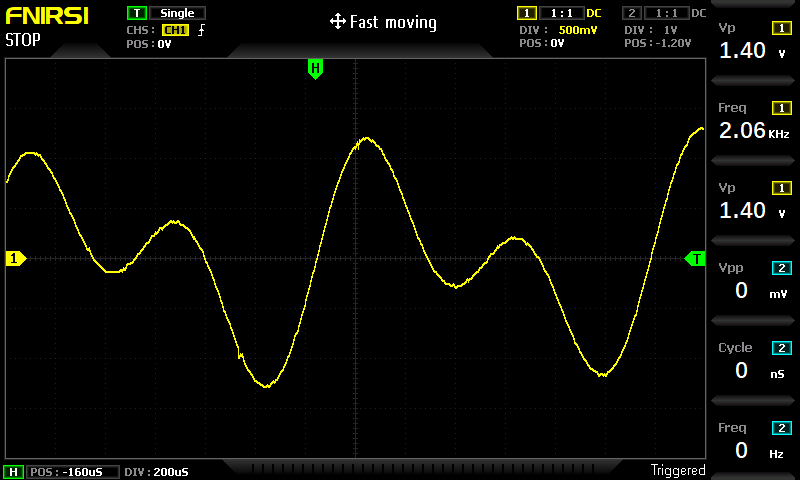 FNIRSI
STOP
T Single
CHS: CH1
POS: 0V
Fast moving
1 1:1 DC
DIV: 500mV
POS: 0V
2 1:1 DC
DIV: 1V
POS: -1.20V
H
1
T
Vp 1
1.40 V
Freq 1
2.06 KHz
Vp 1
1.40 V
Vpp 2
0 mV
Cycle 2
0 nS
Freq 2
0 Hz
H POS: -160uS DIV: 200uS
Triggered